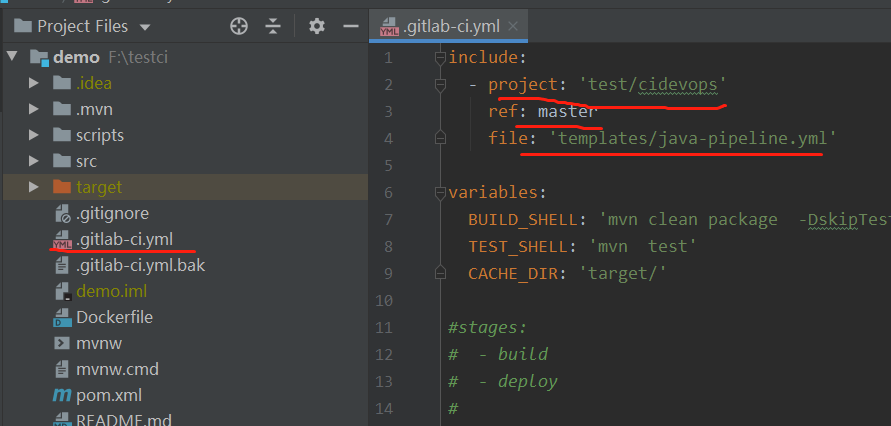 .gitlab-ci.yml
Project Files
.gitlab-ci.yml
demo F:\testci
.idea
.mvn
scripts
src
target
.gitignore
.gitlab-ci.yml
.gitlab-ci.yml.bak
demo.iml
Dockerfile
mvnw
mvnw.cmd
pom.xml
README.md
1 include:
2 - project: 'test/cidevops'
3 ref: master
4 file: 'templates/java-pipeline.yml'
5
6 variables:
7 BUILD_SHELL: 'mvn clean package  -DskipTest
8 TEST_SHELL: 'mvn  test'
9 CACHE_DIR: 'target/'
10
11 #stages:
12 #  - build
13 #  - deploy
14 #